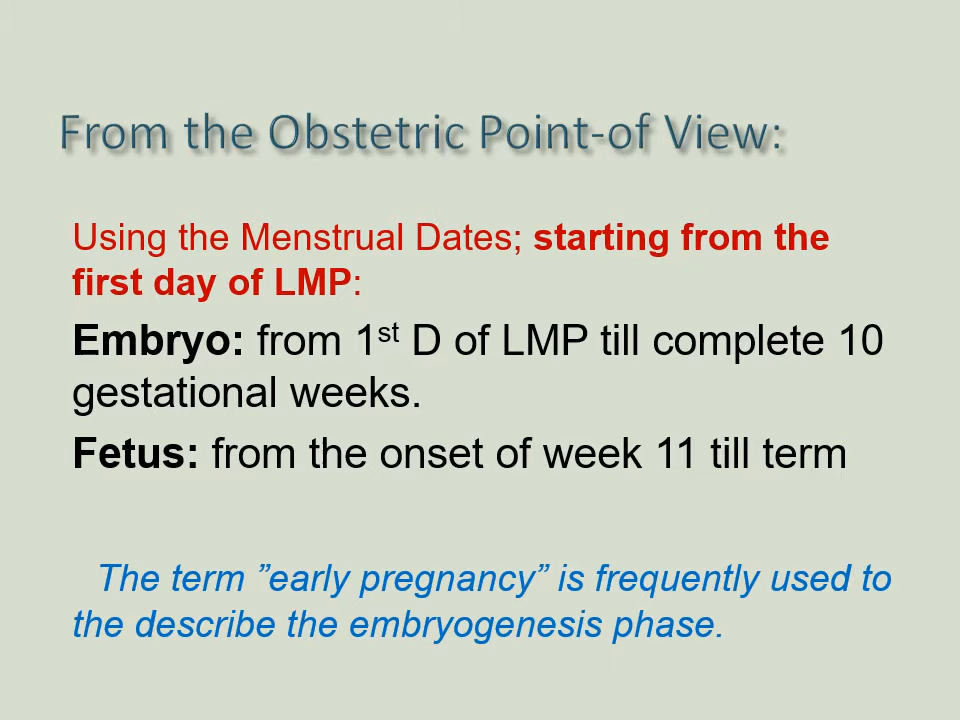 From the Obstetric Point-of View:
Using the Menstrual Dates; starting from the
first day of LMP:
Embryo: from 1st D of LMP till complete 10
gestational weeks.
Fetus: from the onset of week 11 till term
The term ”early pregnancy” is frequently used to
the describe the embryogenesis phase.